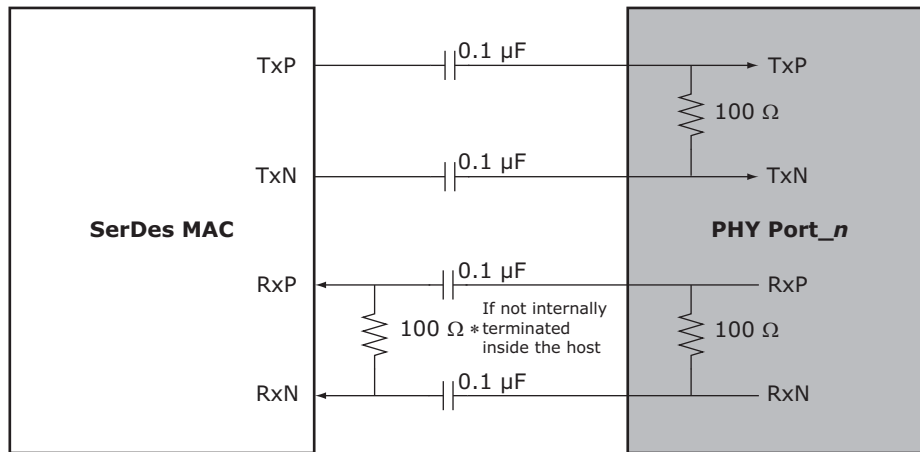 0.1 µF
TxP
TxP
100 Ω
0.1 µF
TxN
TxN
SerDes MAC
PHY Port_n
0.1 µF
RxP
RxP
If not internally
100 Ω * terminated
100 Ω
inside the host
0.1 µF
RxN
RxN